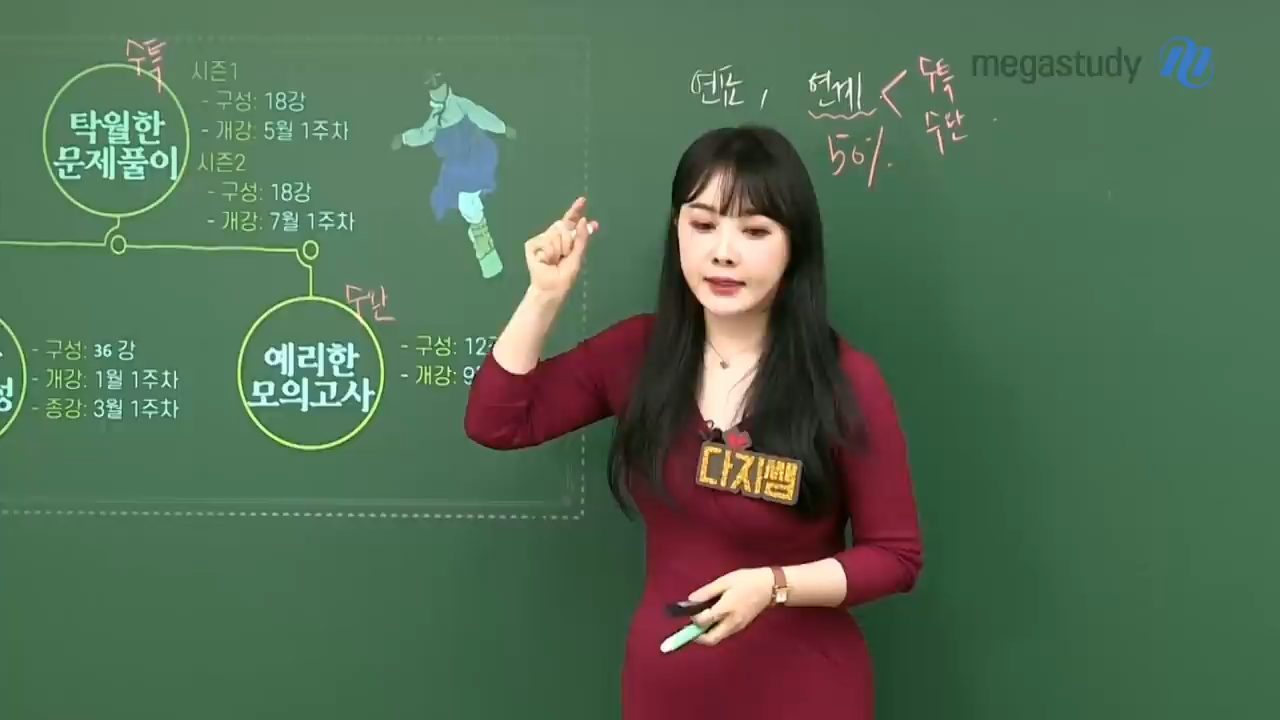 수특
시즌1
- 구성: 18강
- 개강: 5월 1주차
탁월한
문제풀이
시즌2
- 구성: 18강
- 개강: 7월 1주차
수완
- 구성: 36 강
- 개강: 1월 1주차
- 종강: 3월 1주차
성
예리한
모의고사
- 구성: 12
- 개강:
연표, 연계 < 수특
수완
50%.
megastudy
다지쌤